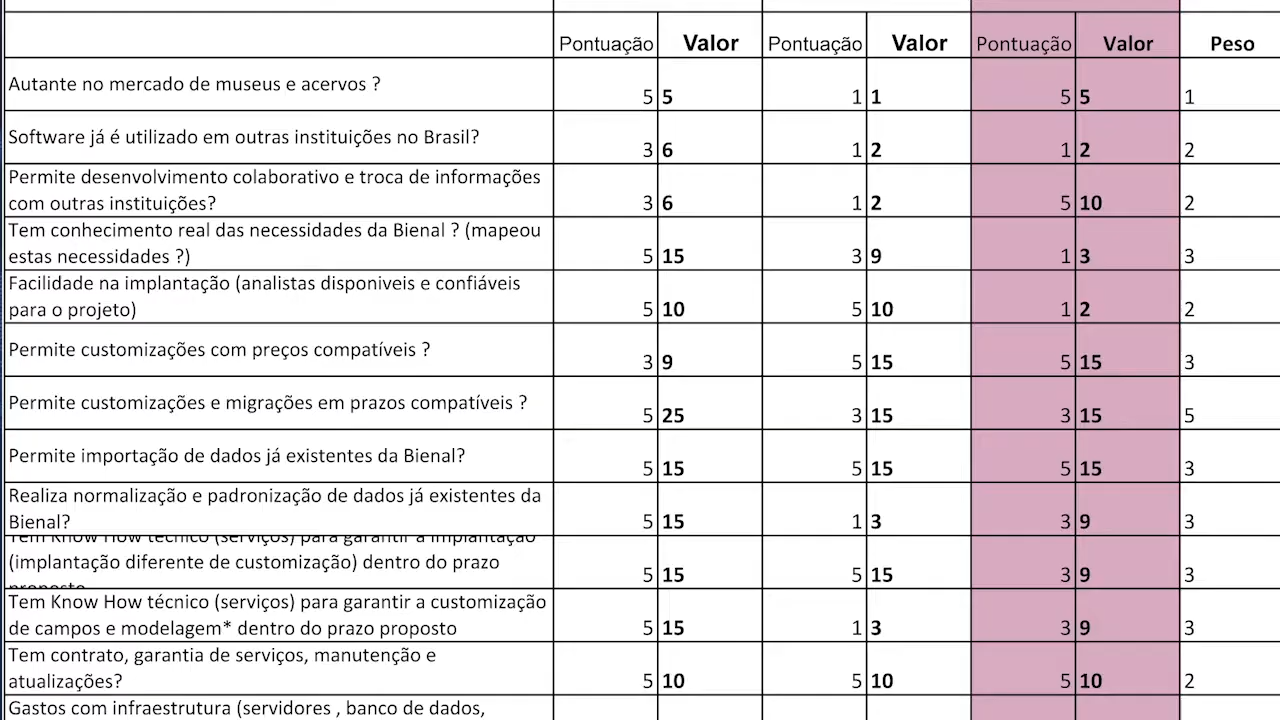 Pontuação Valor Pontuação Valor Pontuação Valor Peso
Autante no mercado de museus e acervos ? 5 5 1 1 5 5 1
Software já é utilizado em outras instituições no Brasil? 3 6 1 2 1 2 2
Permite desenvolvimento colaborativo e troca de informações
com outras instituições? 3 6 1 2 5 10 2
Tem conhecimento real das necessidades da Bienal ? (mapeou
estas necessidades ?) 5 15 3 9 1 3 3
Facilidade na implantação (analistas disponiveis e confiáveis
para o projeto) 5 10 5 10 1 2 2
Permite customizações com preços compatíveis ? 3 9 5 15 5 15 3
Permite customizações e migrações em prazos compatíveis ? 5 25 3 15 3 15 5
Permite importação de dados já existentes da Bienal? 5 15 5 15 5 15 3
Realiza normalização e padronização de dados já existentes da
Bienal? 5 15 1 3 3 9 3
Tem Know How técnico (serviços) para garantir a implantação
(implantação diferente de customização) dentro do prazo
proposto 5 15 5 15 3 9 3
Tem Know How técnico (serviços) para garantir a customização
de campos e modelagem* dentro do prazo proposto 5 15 1 3 3 9 3
Tem contrato, garantia de serviços, manutenção e
atualizações? 5 10 5 10 5 10 2
Gastos com infraestrutura (servidores , banco de dados,